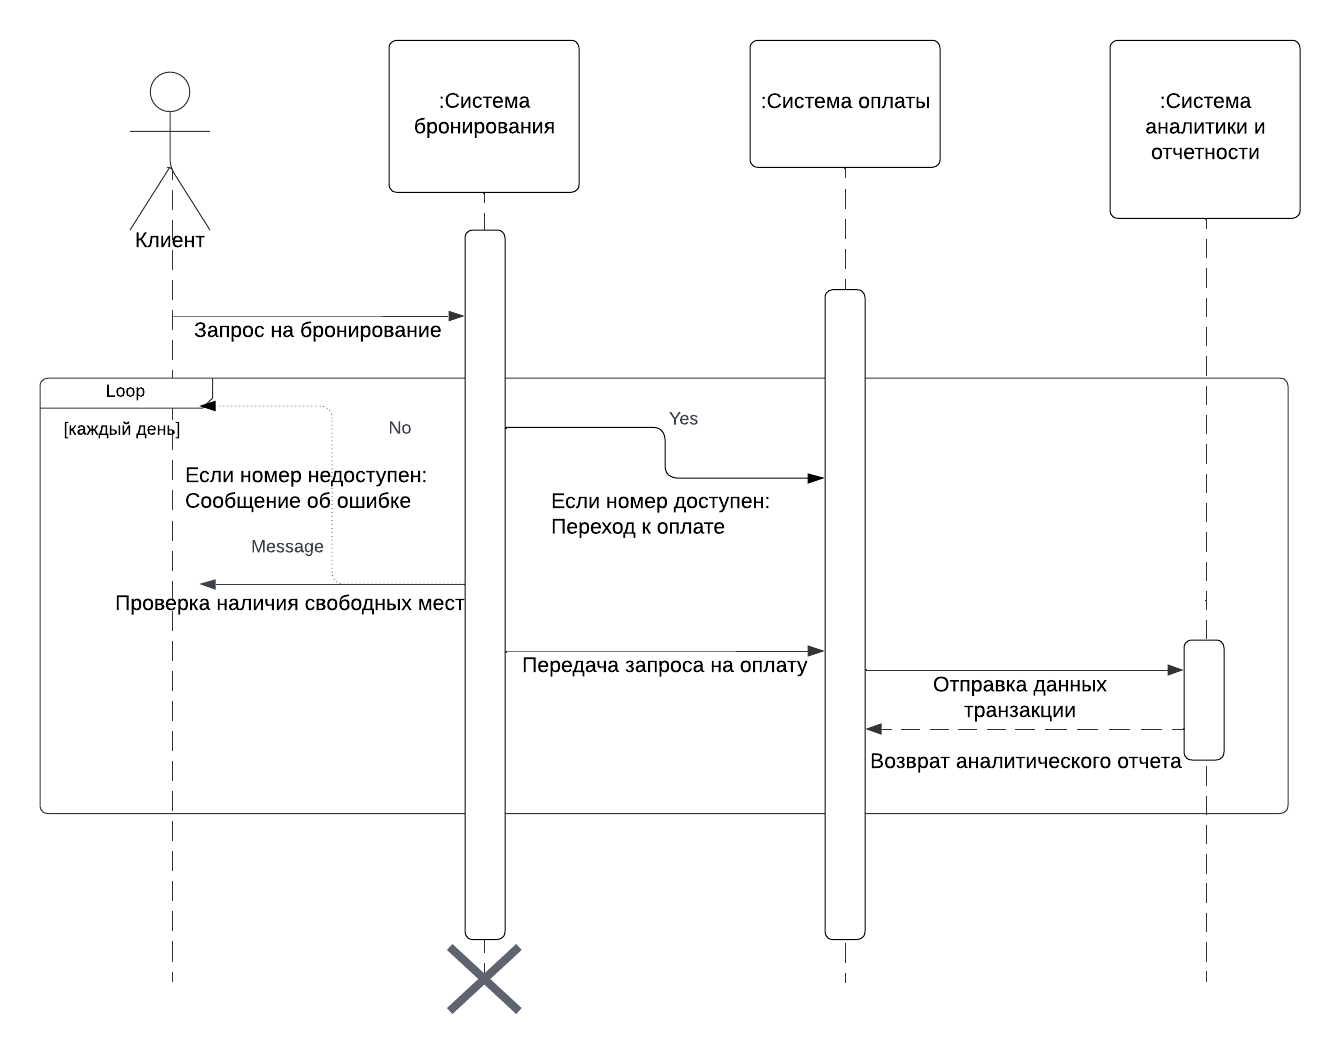 :Система
бронирования
:Система оплаты
:Система
аналитики и
отчетности
Клиент
Запрос на бронирование
Loop
[каждый день]
No
Yes
Если номер недоступен:
Сообщение об ошибке
Если номер доступен:
Переход к оплате
Message
Проверка наличия свободных мест
Передача запроса на оплату
Отправка данных
транзакции
Возврат аналитического отчета